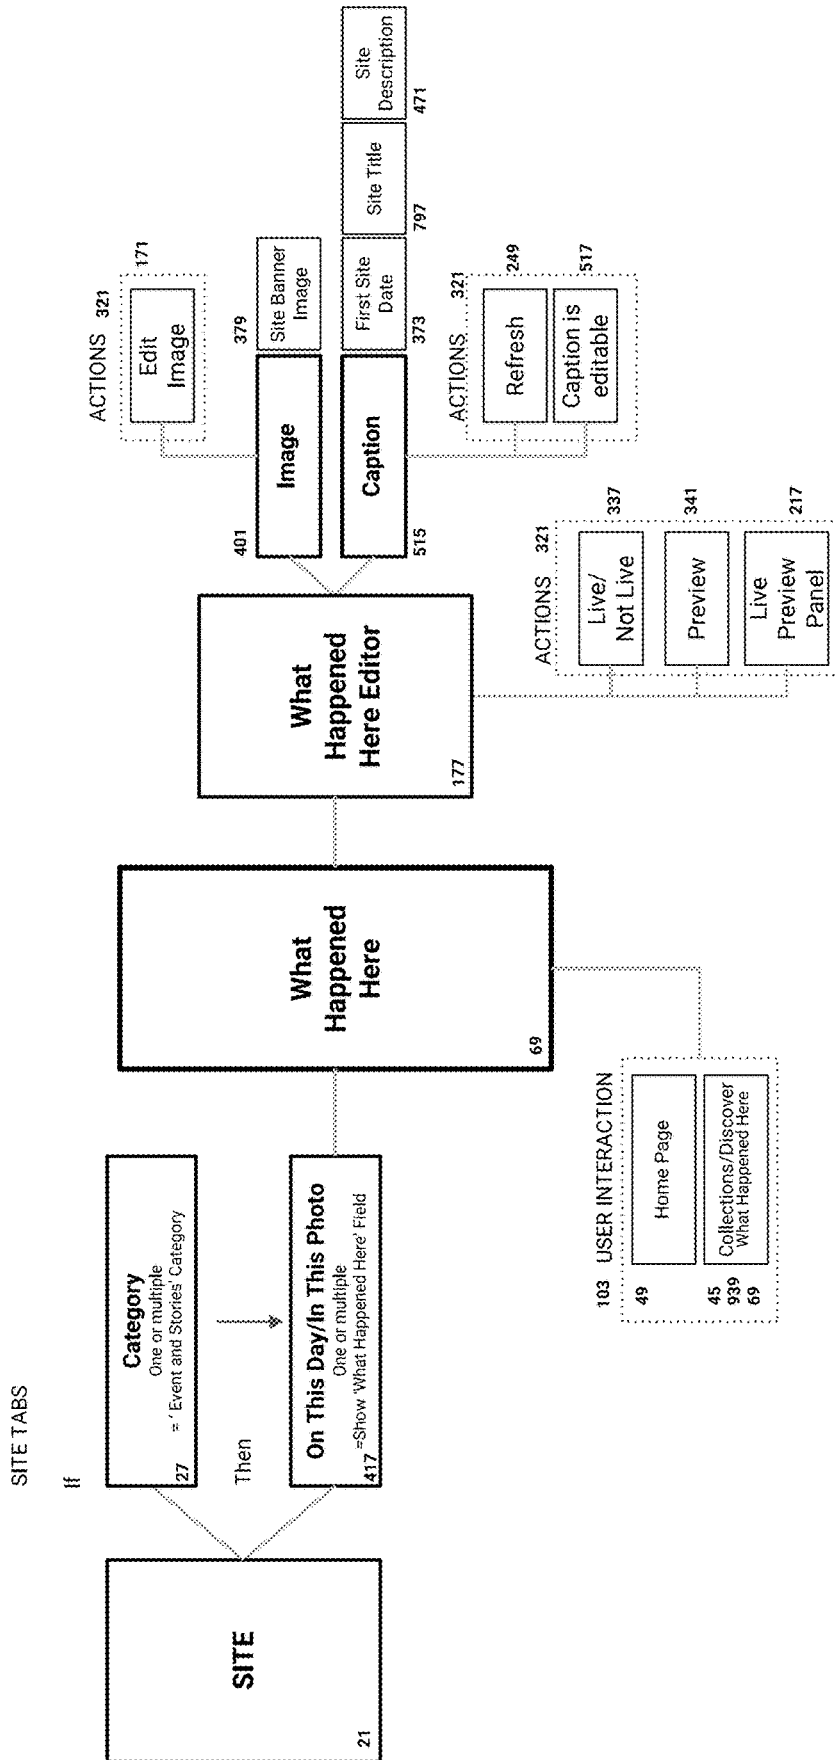 SITE TABS
If
Category
One or multiple
= ' Event and Stories' Category
27
Then
On This Day/In This Photo
One or multiple
=Show 'What Happened Here' Field
417
SITE
21
What
Happened
Here
69
103 USER INTERACTION
49
Home Page
45
939
69
Collections/Discover
What Happened Here
What
Happened
Here Editor
177
ACTIONS 321
Live/
Not Live
337
Preview
341
Live
Preview
Panel
217
401
Image
379
Site Banner
Image
ACTIONS 321
Edit
Image
171
515
Caption
First Site
Date
373
Site Title
797
Site
Description
471
ACTIONS 321
Refresh
249
Caption is
editable
517